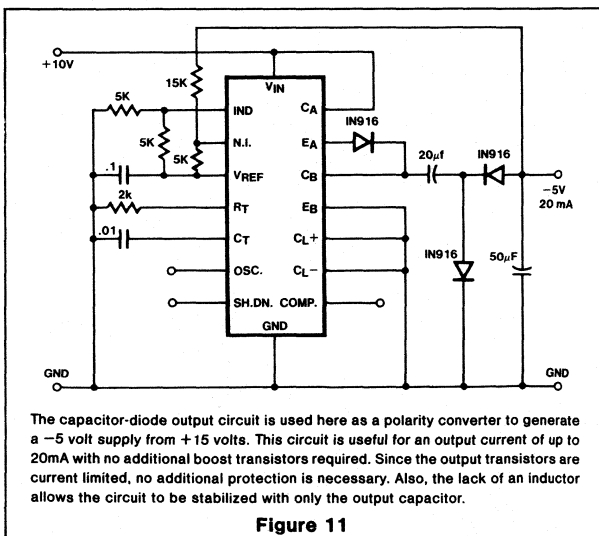 +10V
15K
VIN
5K
IND
CA
IN916
5K
N.I.
EA
20µf
IN916
5K
.1
VREF
CB
−5V
20 mA
2k
RT
EB
.01
CT
CL+
IN916
50µF
OSC.
CL−
SH.DN.
COMP.
GND
GND
GND
The capacitor-diode output circuit is used here as a polarity converter to generate
a −5 volt supply from +15 volts. This circuit is useful for an output current of up to
20mA with no additional boost transistors required. Since the output transistors are
current limited, no additional protection is necessary. Also, the lack of an inductor
allows the circuit to be stabilized with only the output capacitor.
Figure 11